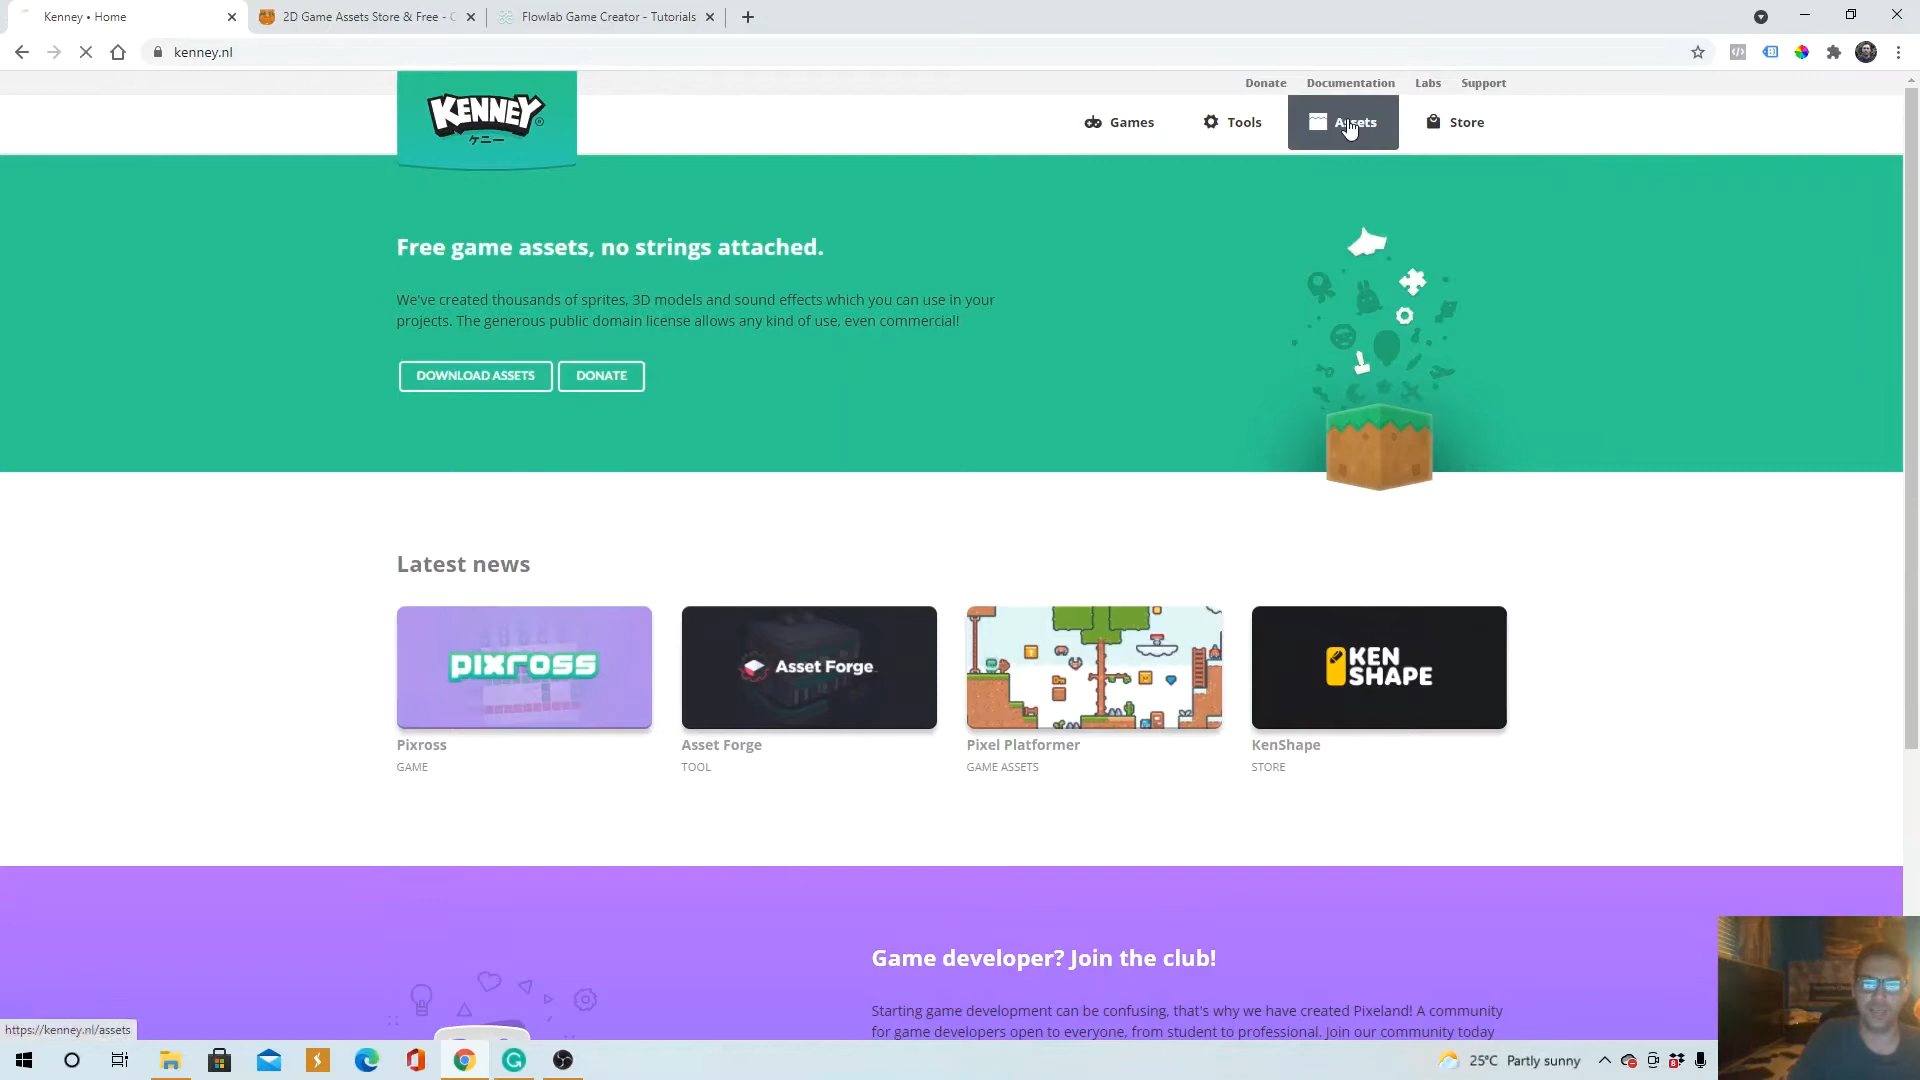 Kenney • Home
2D Game Assets Store & Free - C
Flowlab Game Creator - Tutorials
kenney.nl
Donate
Documentation
Labs
Support
KENNEY
ケニー
Games
Tools
Assets
Store
Free game assets, no strings attached.
We've created thousands of sprites, 3D models and sound effects which you can use in your
projects. The generous public domain license allows any kind of use, even commercial!
DOWNLOAD ASSETS
DONATE
Latest news
PIXROSS
Asset Forge
KEN
SHAPE
Pixross
Asset Forge
Pixel Platformer
KenShape
GAME
TOOL
GAME ASSETS
STORE
Game developer? Join the club!
Starting game development can be confusing, that's why we have created Pixeland! A community
for game developers open to everyone, from student to professional. Join our community today
https://kenney.nl/assets
25°C Partly sunny